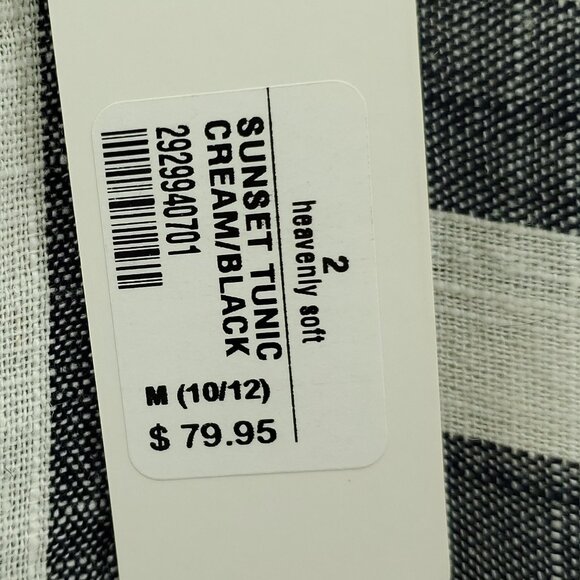 2
heavenly soft
SUNSET TUNIC
CREAM/BLACK
2929940701
M (10/12)
$ 79.95